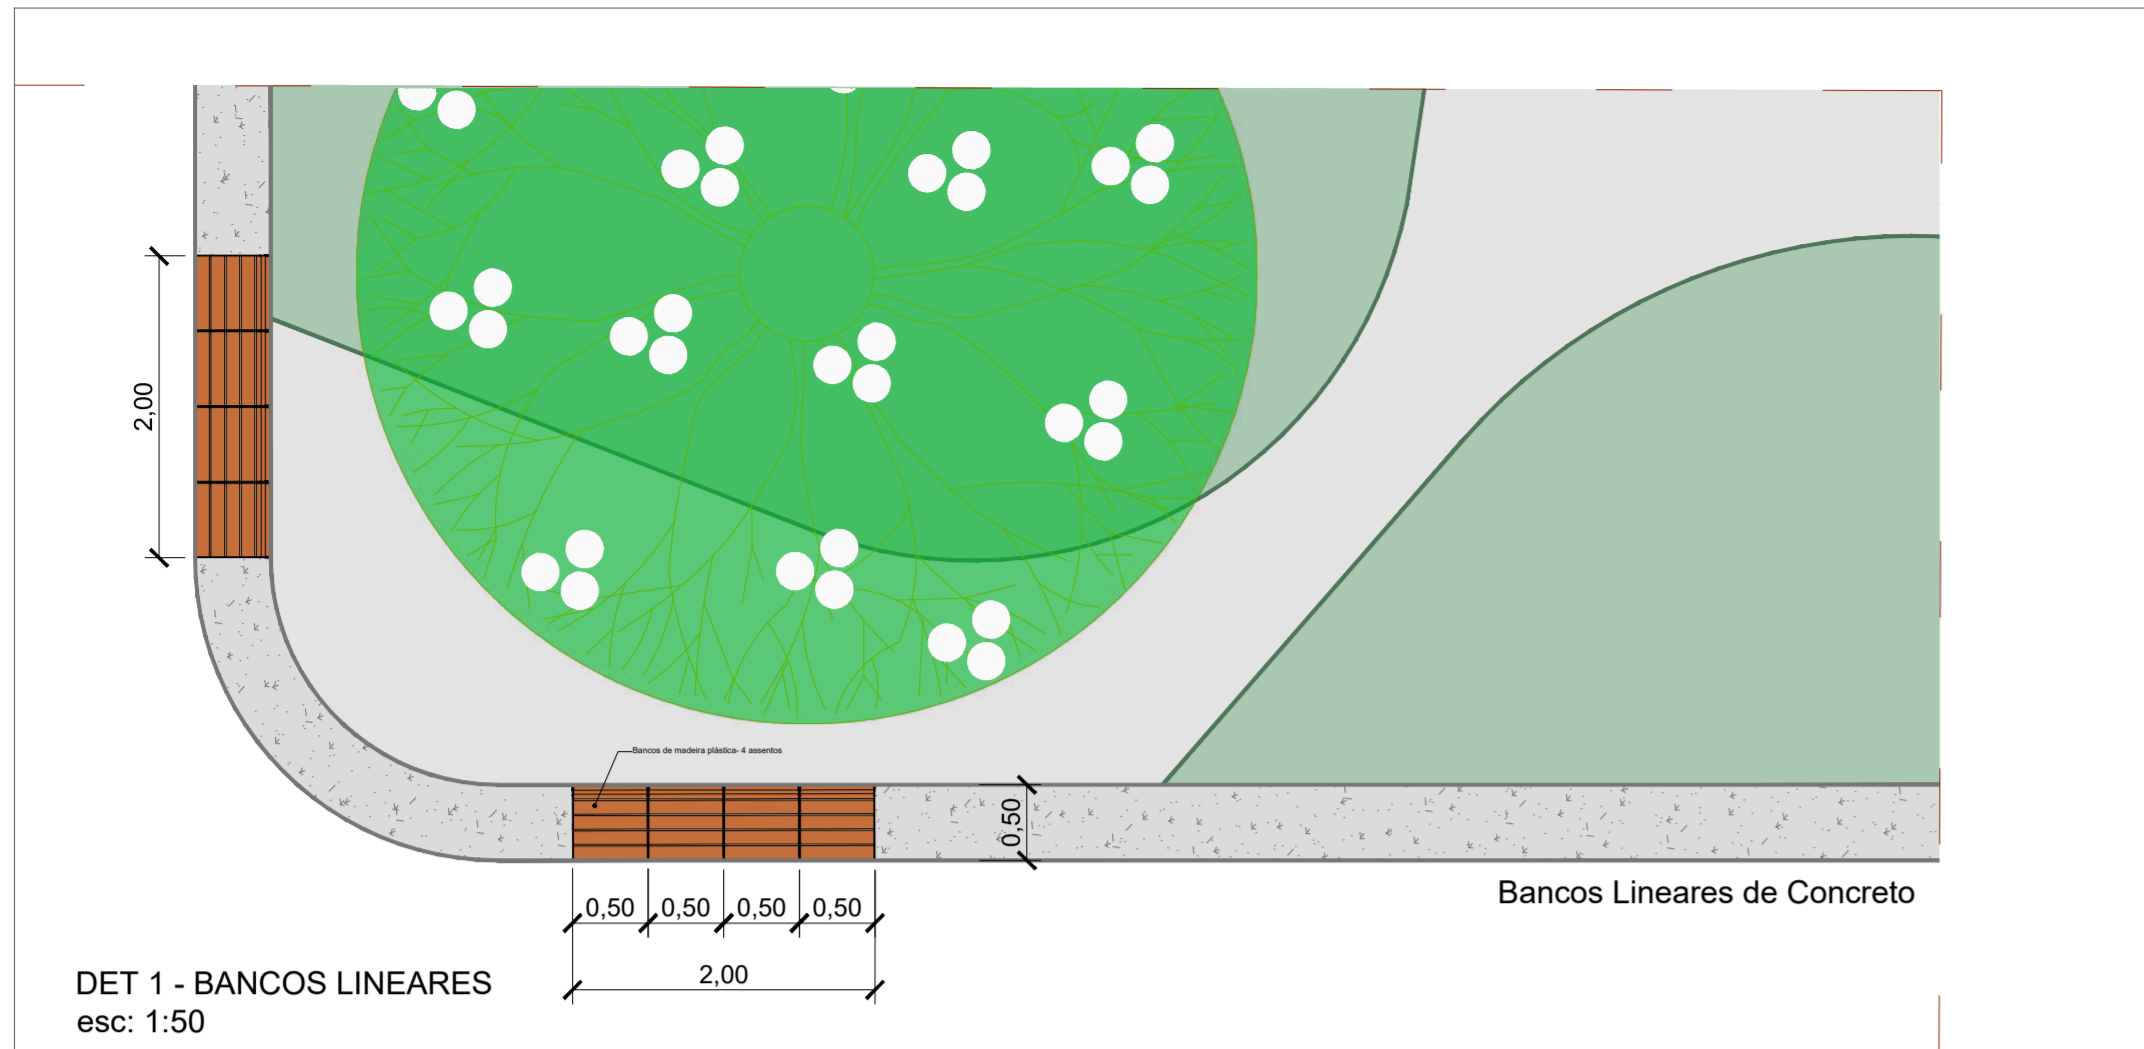 2,00
Bancos de madeira plástica- 4 assentos
0,50
Bancos Lineares de Concreto
0,50 0,50 0,50 0,50
2,00
DET 1 - BANCOS LINEARES
esc: 1:50